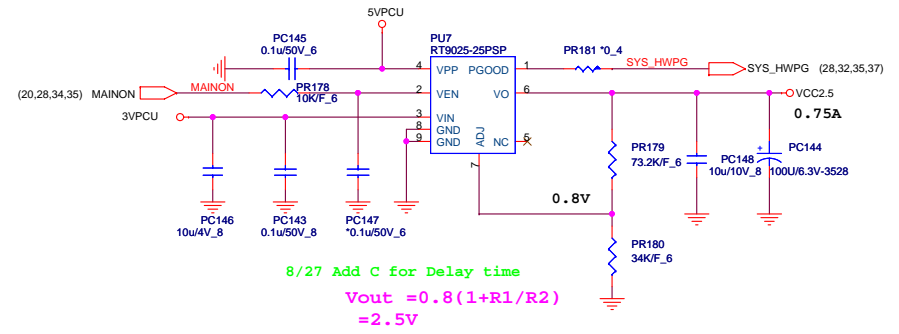 5VPCU
PC145
0.1u/50V_6
PU7
RT9025-25PSP
PR181 *0_4
4 VPP PGOOD 1
SYS_HWPG
SYS_HWPG (28,32,35,37)
(20,28,34,35) MAINON
MAINON
PR178
10K/F_6
2 VEN VO 6
VCC2.5
0.75A
3VPCU
3 VIN
8 GND
9 GND
ADJ
NC 5
7
PR179
73.2K/F_6
PC148
10u/10V_8
+
PC144
100U/6.3V-3528
PC146
10u/4V_8
PC143
0.1u/50V_8
PC147
*0.1u/50V_6
0.8V
PR180
34K/F_6
8/27 Add C for Delay time
Vout =0.8(1+R1/R2)
=2.5V